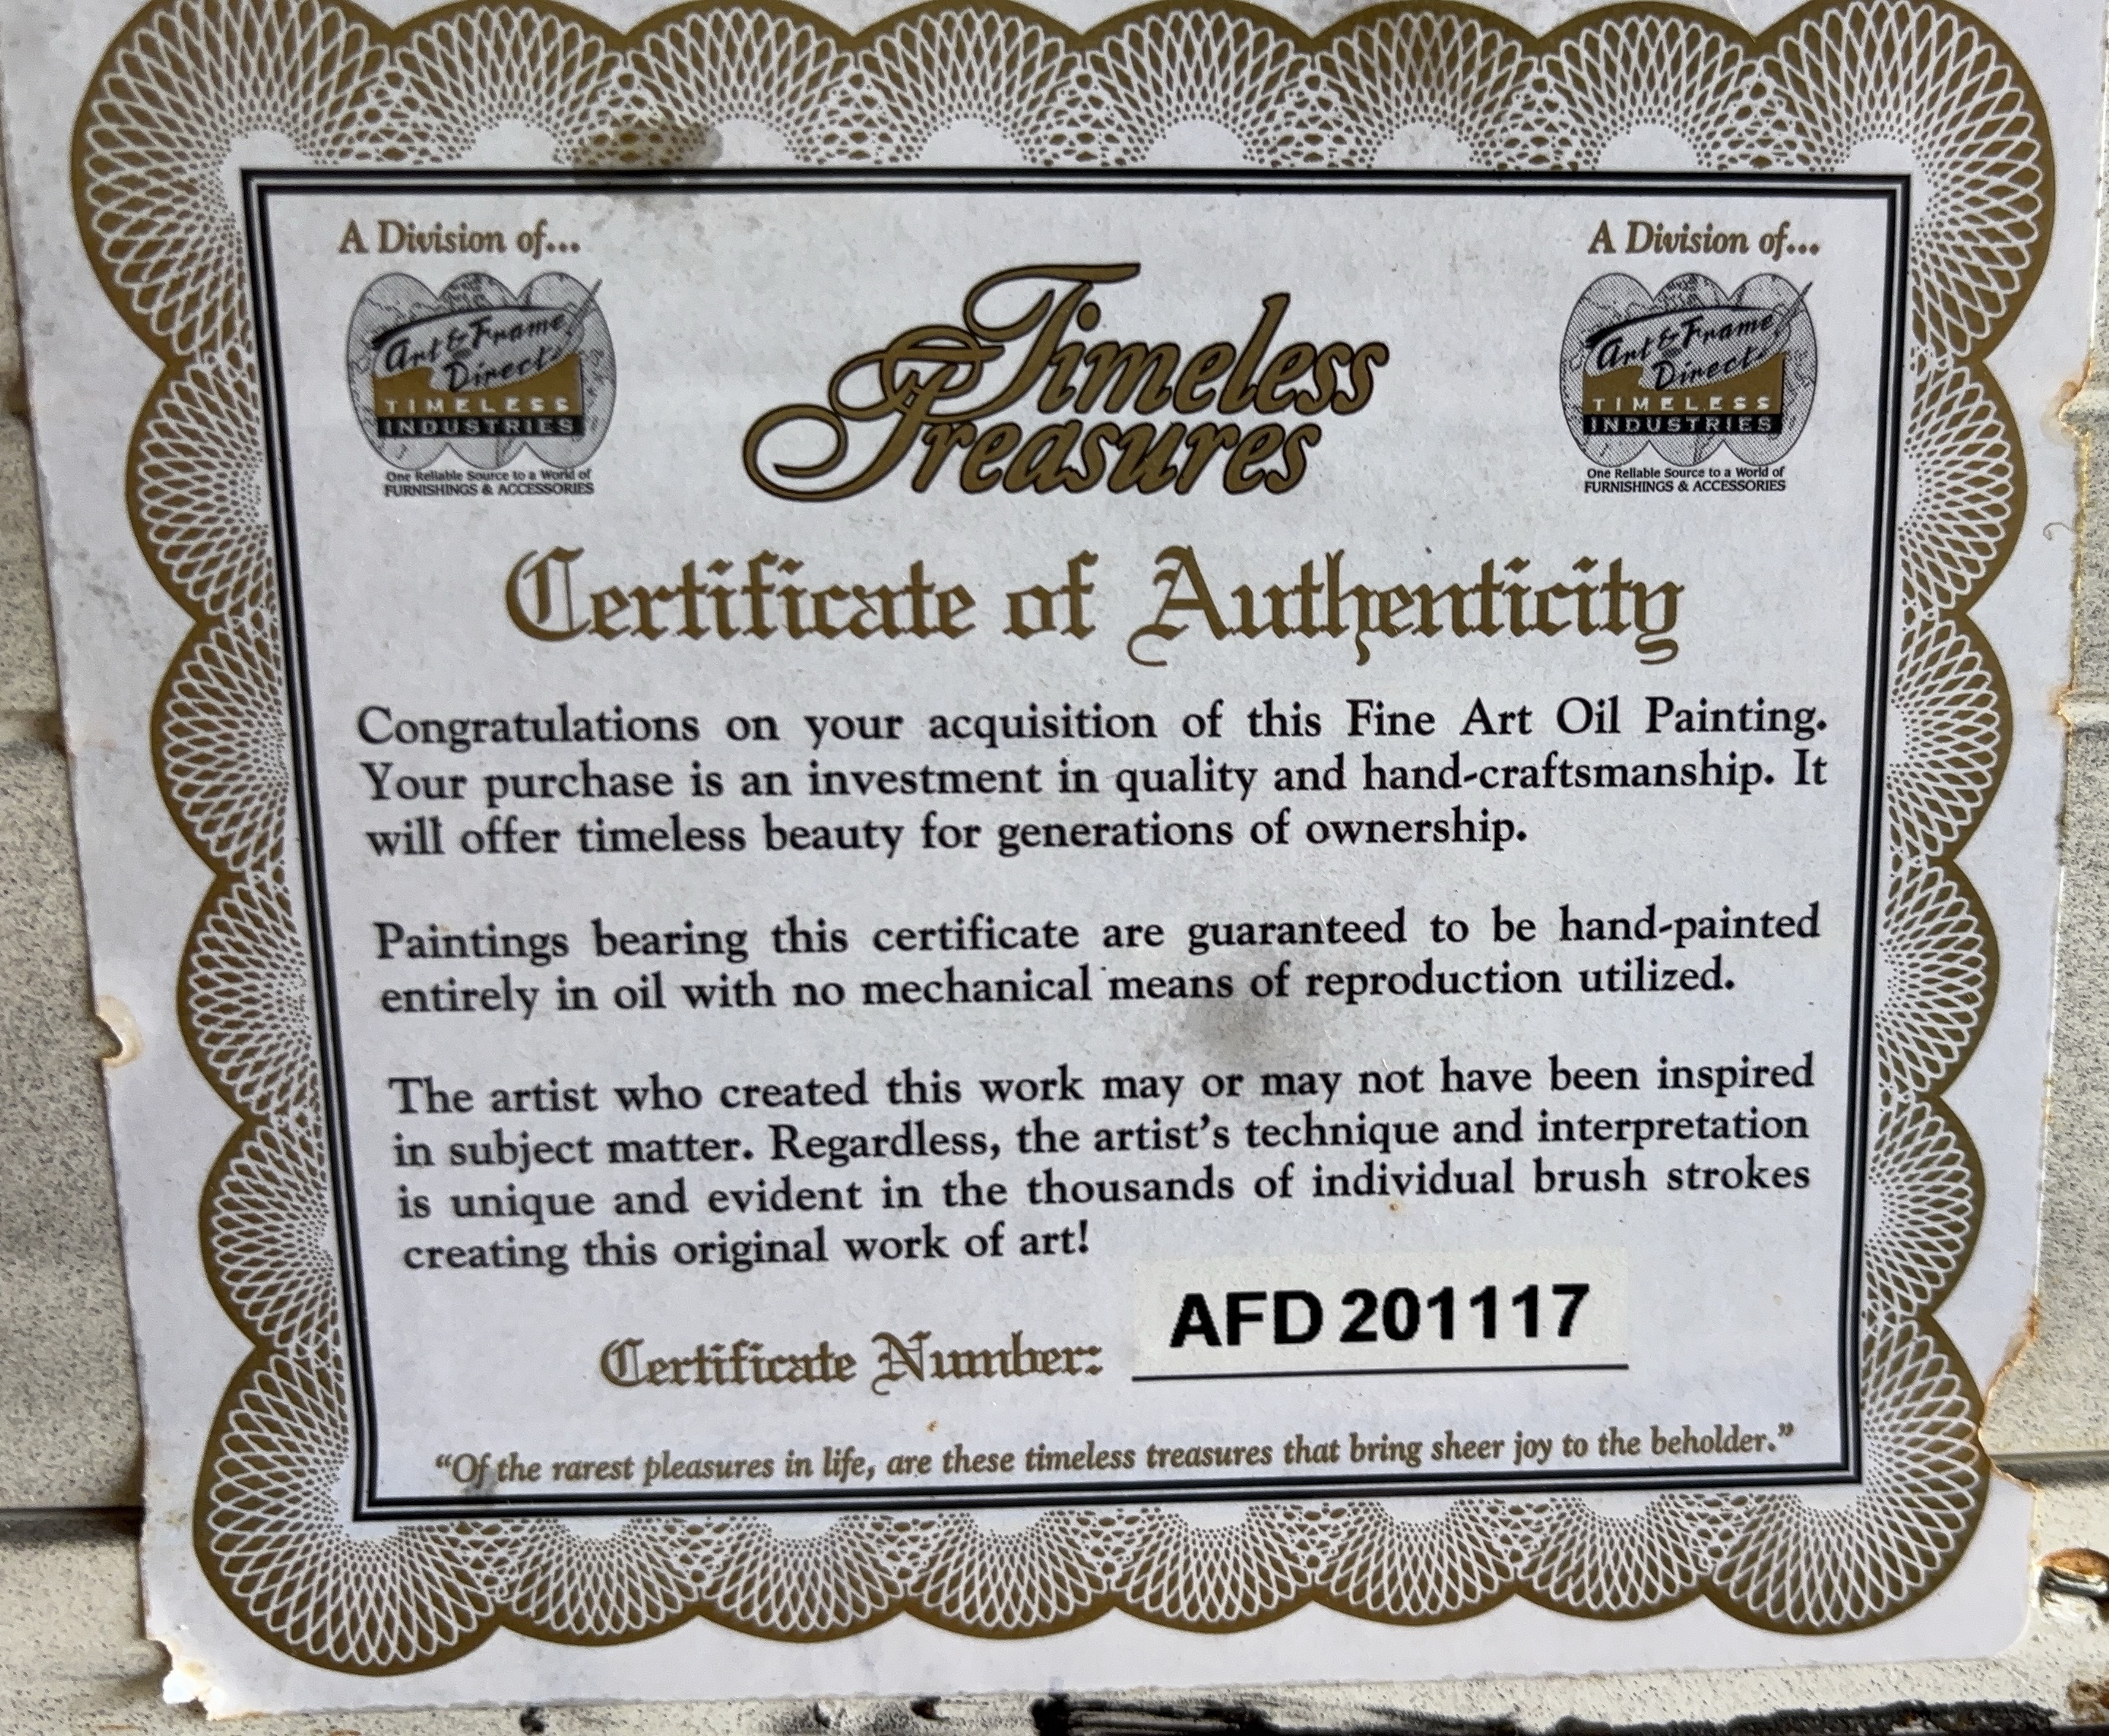 A Division of...
Art & Frame
Direct
TIMELESS
INDUSTRIES
One Reliable Source to a World of
FURNISHINGS & ACCESSORIES
Timeless
Treasures
A Division of...
Art & Frame
Direct
TIMELESS
INDUSTRIES
One Reliable Source to a World of
FURNISHINGS & ACCESSORIES
Certificate of Authenticity
Congratulations on your acquisition of this Fine Art Oil Painting.
Your purchase is an investment in quality and hand-craftsmanship. It
will offer timeless beauty for generations of ownership.
Paintings bearing this certificate are guaranteed to be hand-painted
entirely in oil with no mechanical means of reproduction utilized.
The artist who created this work may or may not have been inspired
in subject matter. Regardless, the artist's technique and interpretation
is unique and evident in the thousands of individual brush strokes
creating this original work of art!
Certificate Number: AFD 201117
"Of the rarest pleasures in life, are these timeless treasures that bring sheer joy to the beholder."